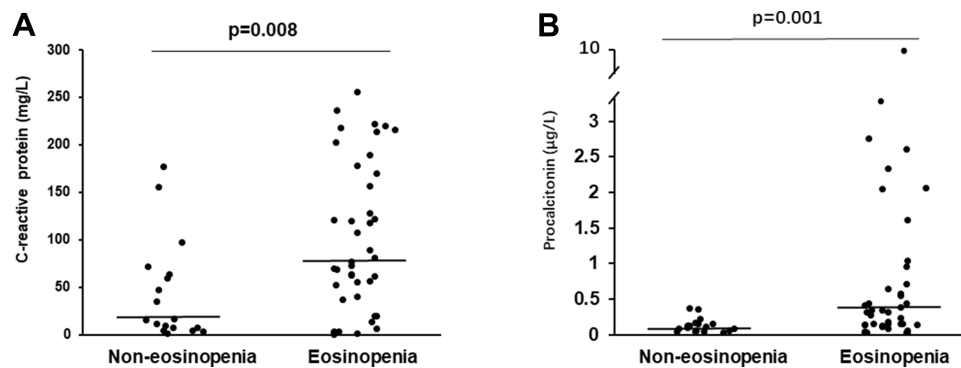 A
p=0.008
C-reactive protein (mg/L)
300
250
200
150
100
50
0
Non-eosinopenia
Eosinopenia
B
p=0.001
Procalcitonin (μg/L)
10
3
2.5
2
1.5
1
0.5
0
Non-eosinopenia
Eosinopenia